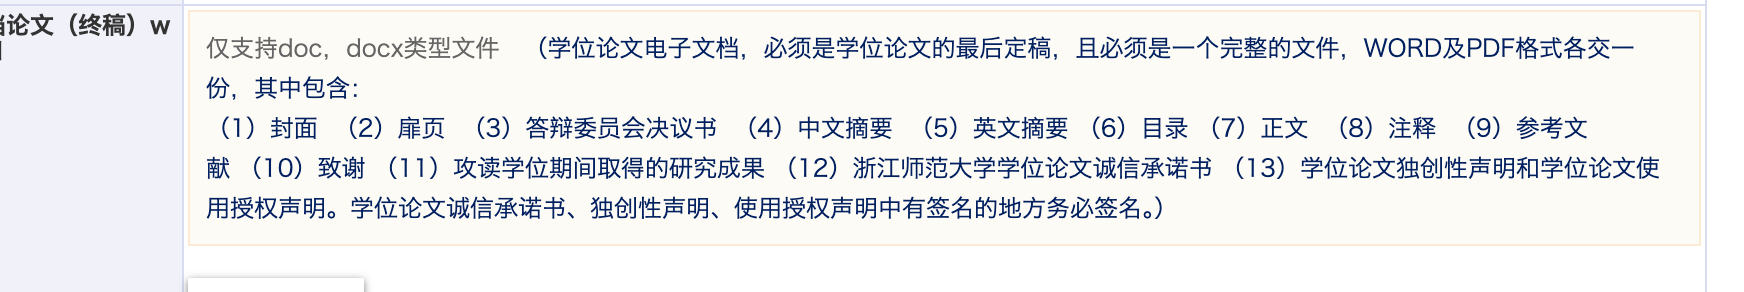 论文（终稿）w
仅支持doc，docx类型文件 （学位论文电子文档，必须是学位论文的最后定稿，且必须是一个完整的文件，WORD及PDF格式各交一
份，其中包含：
（1）封面 （2）扉页 （3）答辩委员会决议书 （4）中文摘要 （5）英文摘要 （6）目录 （7）正文 （8）注释 （9）参考文
献 （10）致谢 （11）攻读学位期间取得的研究成果 （12）浙江师范大学学位论文诚信承诺书 （13）学位论文独创性声明和学位论文使
用授权声明。学位论文诚信承诺书、独创性声明、使用授权声明中有签名的地方务必签名。）